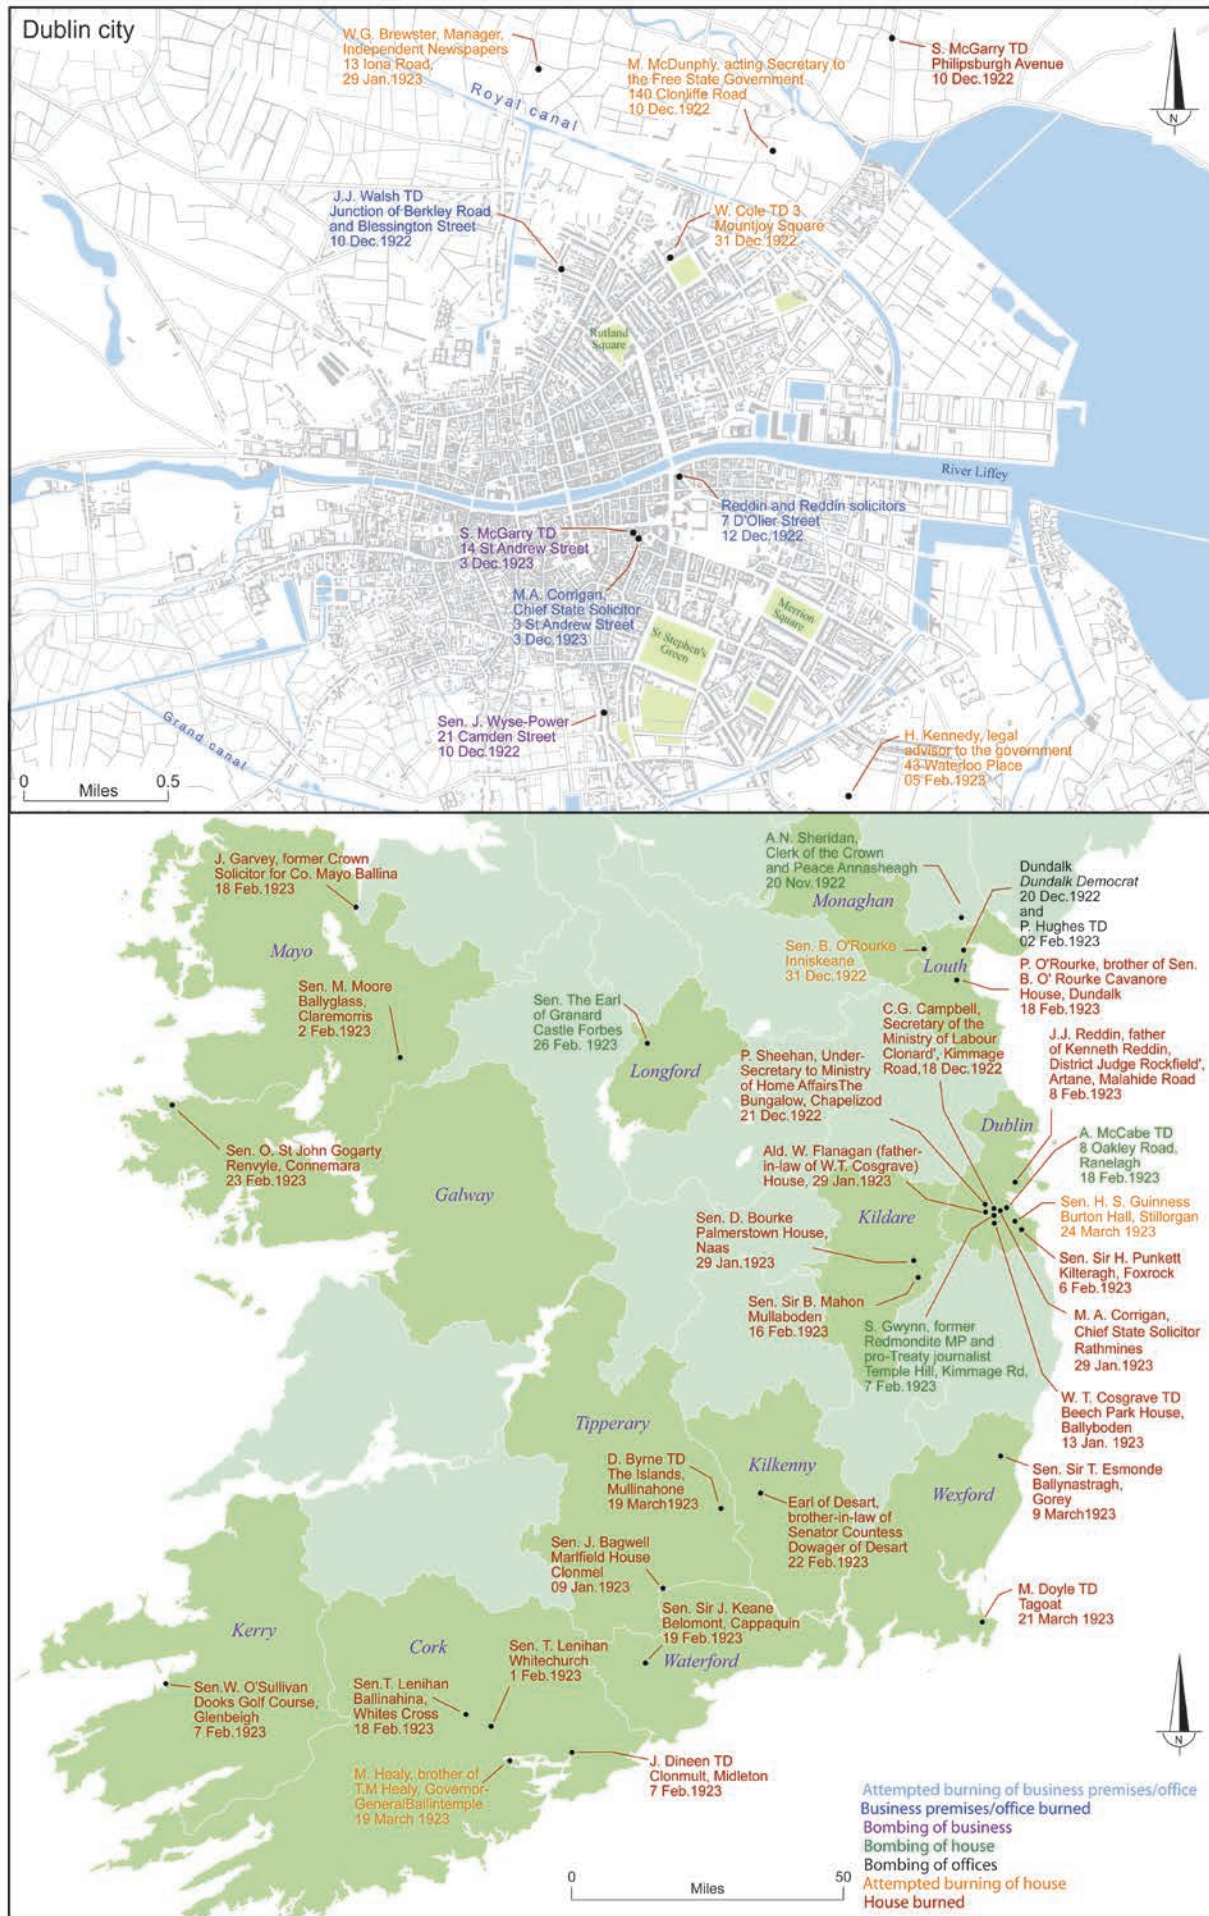 Dublin city
W.G. Brewster, Manager,
Independent Newspapers
13 Iona Road,
29 Jan.1923
M. McDunphy, acting Secretary to
the Free State Government
140 Clonliffe Road
10 Dec.1922
S. McGarry TD
Philipsburgh Avenue
10 Dec.1922
N
Royal canal
J.J. Walsh TD
Junction of Berkley Road
and Blessington Street
10 Dec.1922
W. Cole TD 3
Mountjoy Square
31 Dec.1922
Rutland
Square
River Liffey
Reddin and Reddin solicitors
7 D'Olier Street
12 Dec.1922
S. McGarry TD
14 St Andrew Street
3 Dec.1923
M.A. Corrigan,
Chief State Solicitor
3 St Andrew Street
3 Dec.1923
Merrion
Square
St Stephen's
Green
Sen. J. Wyse-Power
21 Camden Street
10 Dec.1922
Grand canal
H. Kennedy, legal
advisor to the government
43 Waterloo Place
05 Feb.1923
0 0.5
Miles
J. Garvey, former Crown
Solicitor for Co. Mayo Ballina
18 Feb.1923
A.N. Sheridan,
Clerk of the Crown
and Peace Annasheagh
20 Nov.1922
Dundalk
Dundalk Democrat
20 Dec.1922
and
P. Hughes TD
02 Feb.1923
Monaghan
Mayo
Sen. B. O'Rourke
Inniskeane
31 Dec.1922
Louth
P. O'Rourke, brother of Sen.
B. O' Rourke Cavanore
House, Dundalk
18 Feb.1923
Sen. M. Moore
Ballyglass,
Claremorris
2 Feb.1923
Sen. The Earl
of Granard
Castle Forbes
26 Feb. 1923
Longford
C.G. Campbell,
Secretary of the
Ministry of Labour
Clonard', Kimmage
Road,18 Dec.1922
J.J. Reddin, father
of Kenneth Reddin,
District Judge Rockfield',
Artane, Malahide Road
8 Feb.1923
P. Sheehan, Under-
Secretary to Ministry
of Home AffairsThe
Bungalow, Chapelizod
21 Dec.1922
Dublin
A. McCabe TD
8 Oakley Road,
Ranelagh
18 Feb.1923
Sen. O. St John Gogarty
Renvyle, Connemara
23 Feb.1923
Ald. W. Flanagan (father-
in-law of W.T. Cosgrave)
House, 29 Jan.1923
Galway
Kildare
Sen. H. S. Guinness
Burton Hall, Stillorgan
24 March 1923
Sen. D. Bourke
Palmerstown House,
Naas
29 Jan.1923
Sen. Sir H. Punkett
Kilteragh, Foxrock
6 Feb.1923
Sen. Sir B. Mahon
Mullaboden
16 Feb.1923
S. Gwynn, former
Redmondite MP and
pro-Treaty journalist
Temple Hill, Kimmage Rd,
7 Feb.1923
M. A. Corrigan,
Chief State Solicitor
Rathmines
29 Jan.1923
W. T. Cosgrave TD
Beech Park House,
Ballyboden
13 Jan. 1923
Tipperary
D. Byrne TD
The Islands,
Mullinahone
19 March1923
Kilkenny
Earl of Desart,
brother-in-law of
Senator Countess
Dowager of Desart
22 Feb.1923
Wexford
Sen. Sir T. Esmonde
Ballynastragh,
Gorey
9 March1923
Sen. J. Bagwell
Marlfield House
Clonmel
09 Jan.1923
M. Doyle TD
Tagoat
21 March 1923
Sen. Sir J. Keane
Belomont, Cappaquin
19 Feb.1923
Waterford
Kerry
Cork
Sen. T. Lenihan
Whitechurch
1 Feb.1923
Sen.W. O'Sullivan
Dooks Golf Course,
Glenbeigh
7 Feb.1923
Sen.T. Lenihan
Ballinahina,
Whites Cross
18 Feb.1923
M. Healy, brother of
T.M Healy, Governor-
GeneralBallintemple
19 March 1923
J. Dineen TD
Clonmult, Midleton
7 Feb.1923
N
0 50
Miles
Attempted burning of business premises/office
Business premises/office burned
Bombing of business
Bombing of house
Bombing of offices
Attempted burning of house
House burned